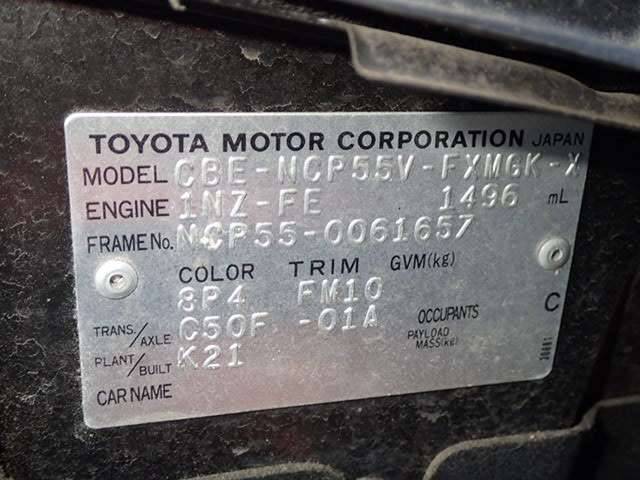 TOYOTA MOTOR CORPORATION JAPAN
MODEL CBE-NCP55V-FXMGK-X
ENGINE 1NZ-FE 1496 mL
FRAME No. NCP55-0061657
COLOR TRIM GVM(kg)
8P4 FM10
TRANS./AXLE C50F -01A OCCUPANTS C
PAYLOAD MASS(kg)
PLANT/BUILT K21
CAR NAME